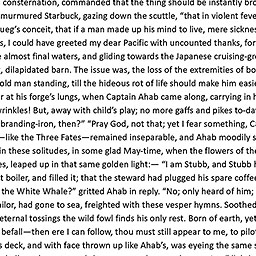 consternation, commanded that the thing should be instantly bro
murmured Starbuck, gazing down the scuttle, “that in violent feve
ueg’s conceit, that if a man made up his mind to live, mere sicknes
s, I could have greeted my dear Pacific with uncounted thanks, for
e almost final waters, and gliding towards the Japanese cruising-gr
, dilapidated barn. The issue was, the loss of the extremities of bo
old man standing, till the hideous rot of life should make him easie
r at his forge’s lungs, when Captain Ahab came along, carrying in h
wrinkles! But, away with child’s play; no more gaffs and pikes to-da
branding-iron, then?” “Pray God, not that; yet I fear something, Ca
—like the Three Fates—remained inseparable, and Ahab moodily s
in these solitudes, in some glad May-time, when the flowers of the
es, leaped up in that same golden light:— “I am Stubb, and Stubb h
t boiler, and filled it; that the steward had plugged his spare coffee
the White Whale?” gritted Ahab in reply. “No; only heard of him;
ailor, had gone to sea, freighted with these vesper hymns. Soothed
eternal tossings the wild fowl finds his only rest. Born of earth, yet
befall—then ere I can follow, thou must still appear to me, to pilot
s deck, and with face thrown up like Ahab’s, was eyeing the same s